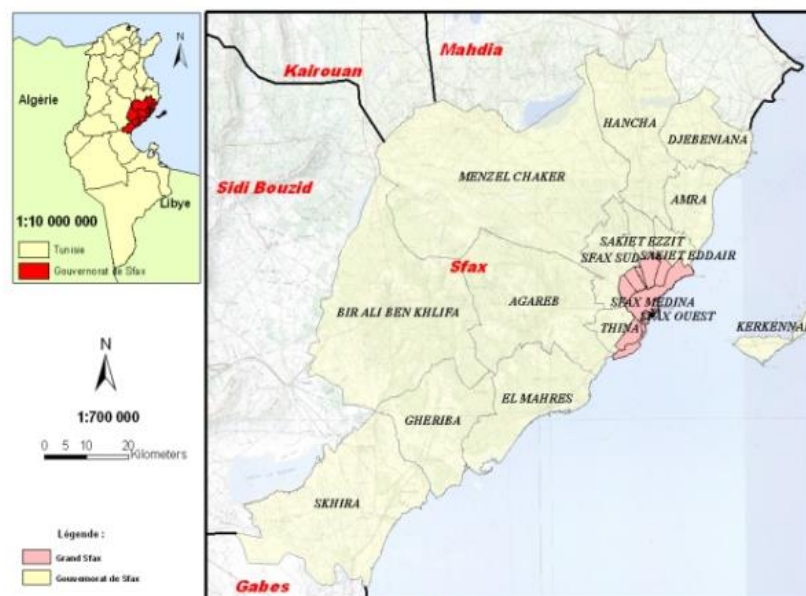 N
Algérie
Libye
1:10 000 000
Tunisie
Gouvernorat de Sfax
N
1:700 000
0 5 10 20
Kilometers
Légende :
Grand Sfax
Gouvernorat de Sfax
Mahdia
Kairouan
HANCHA
DJEBENIANA
MENZEL CHAKER
Sidi Bouzid
AMRA
SAKIET EZZIT
SFAX SUD
SAKIET EDDAIR
Sfax
BIR ALI BEN KHLIFA
AGAREB
SFAX MEDINA
SFAX OUEST
THINA
KERKENNAH
EL MAHRES
GHERIBA
SKHIRA
Gabes